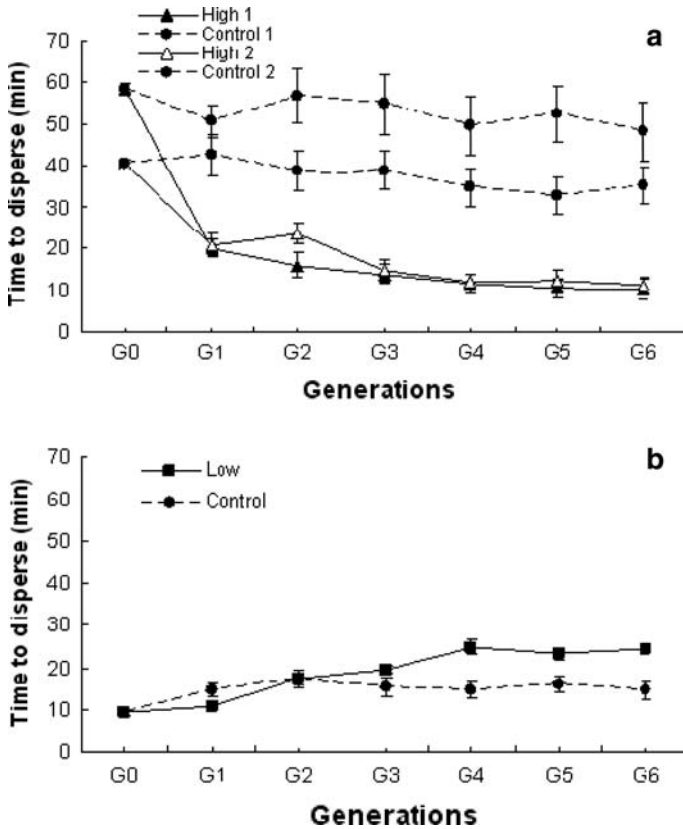 High 1
Control 1
High 2
Control 2
a
Time to disperse (min)
70
60
50
40
30
20
10
0
G0 G1 G2 G3 G4 G5 G6
Generations
b
Low
Control
Time to disperse (min)
70
60
50
40
30
20
10
0
G0 G1 G2 G3 G4 G5 G6
Generations